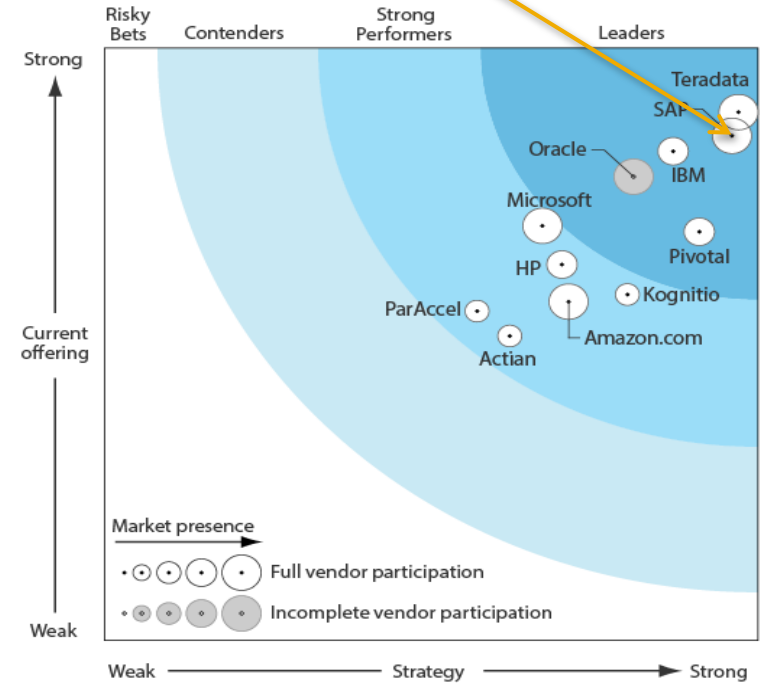 Risky
Bets
Contenders
Strong
Performers
Leaders
Strong
Teradata
SAP
Oracle
IBM
Microsoft
HP
Pivotal
Kognitio
ParAccel
Amazon.com
Actian
Current
offering
Market presence
Full vendor participation
Incomplete vendor participation
Weak
Weak
Strategy
Strong